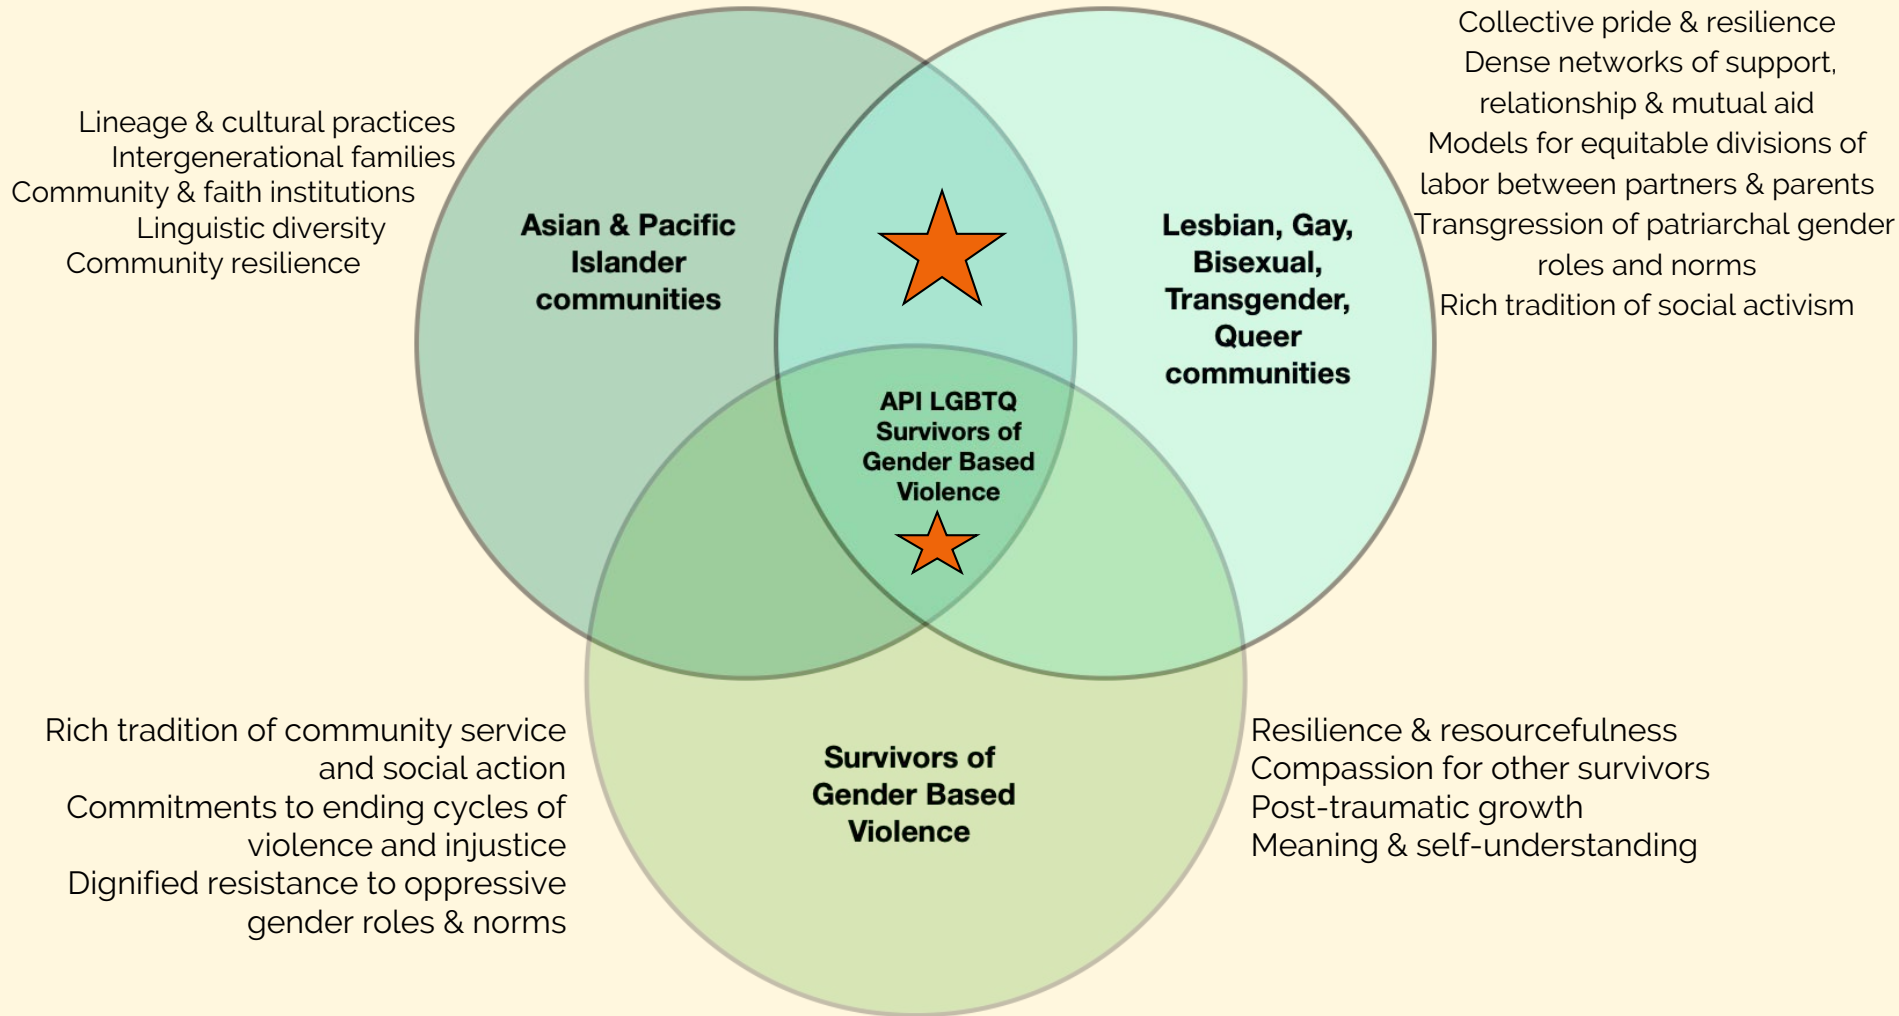 Lineage & cultural practices
Intergenerational families
Community & faith institutions
Linguistic diversity
Community resilience
Asian & Pacific
Islander
communities
Lesbian, Gay,
Bisexual,
Transgender,
Queer
communities
Collective pride & resilience
Dense networks of support,
relationship & mutual aid
Models for equitable divisions of
labor between partners & parents
Transgression of patriarchal gender
roles and norms
Rich tradition of social activism
API LGBTQ
Survivors of
Gender Based
Violence
Rich tradition of community service
and social action
Commitments to ending cycles of
violence and injustice
Dignified resistance to oppressive
gender roles & norms
Survivors of
Gender Based
Violence
Resilience & resourcefulness
Compassion for other survivors
Post-traumatic growth
Meaning & self-understanding